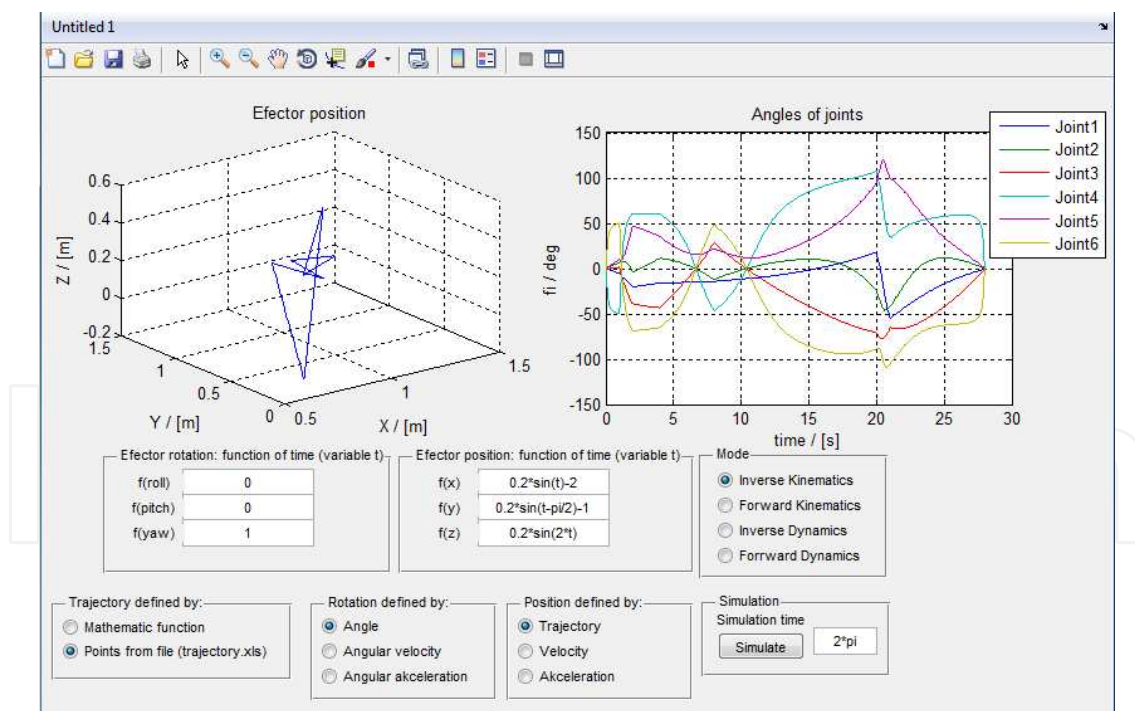 Untitled 1
Efector position
0.6
0.4
0.2
0
-0.2
Z / [m]
1.5
1
0.5
0
Y / [m]
0.5
1
1.5
X / [m]
Angles of joints
150
100
50
0
-50
-100
-150
fi / deg
0 5 10 15 20 25 30
time / [s]
Joint1
Joint2
Joint3
Joint4
Joint5
Joint6
Efector rotation: function of time (variable t)
f(roll) 0
f(pitch) 0
f(yaw) 1
Efector position: function of time (variable t)
f(x) 0.2*sin(t)-2
f(y) 0.2*sin(t-pi/2)-1
f(z) 0.2*sin(2*t)
Mode
Inverse Kinematics
Forward Kinematics
Inverse Dynamics
Forrward Dynamics
Trajectory defined by:
Mathematic function
Points from file (trajectory.xls)
Rotation defined by:
Angle
Angular velocity
Angular akceleration
Position defined by:
Trajectory
Velocity
Akceleration
Simulation
Simulation time
Simulate 2*pi